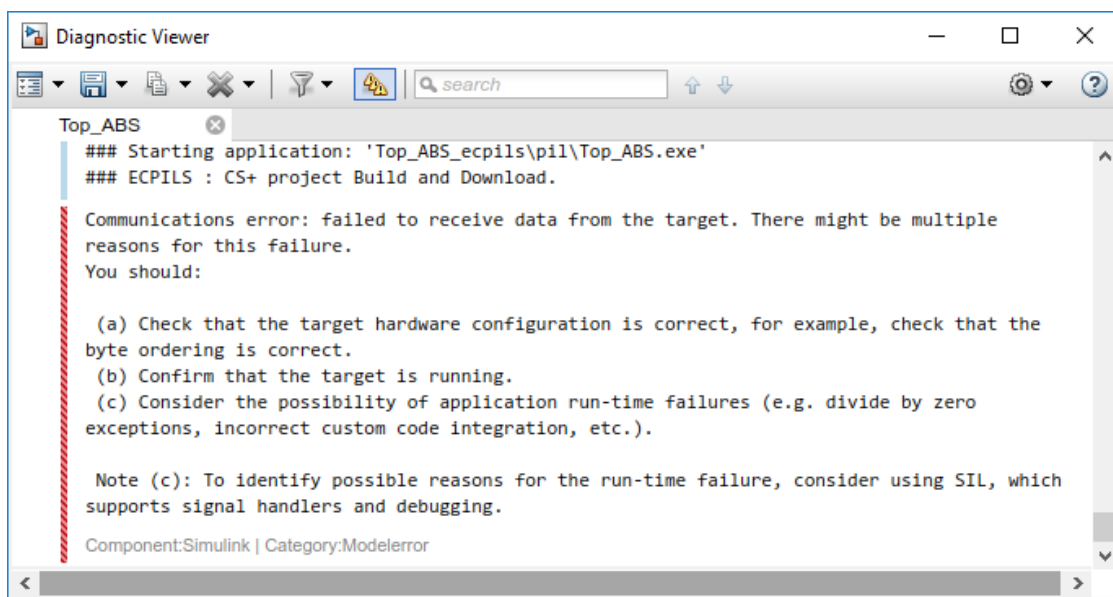 Diagnostic Viewer
search
Top_ABS
### Starting application: 'Top_ABS_ecpils\pil\Top_ABS.exe'
### ECPILS : CS+ project Build and Download.
Communications error: failed to receive data from the target. There might be multiple
reasons for this failure.
You should:
(a) Check that the target hardware configuration is correct, for example, check that the
byte ordering is correct.
(b) Confirm that the target is running.
(c) Consider the possibility of application run-time failures (e.g. divide by zero
exceptions, incorrect custom code integration, etc.).
Note (c): To identify possible reasons for the run-time failure, consider using SIL, which
supports signal handlers and debugging.
Component:Simulink | Category:Modelerror